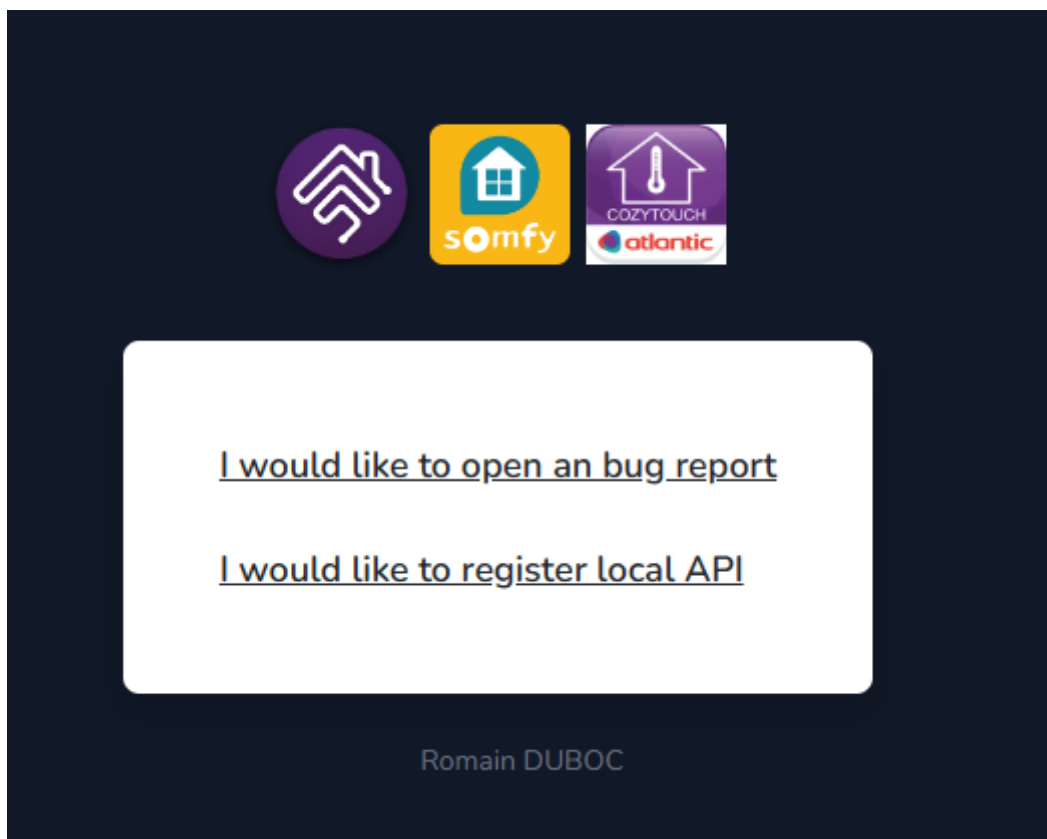 somfy
COZYTOUCH
atlantic
I would like to open an bug report
I would like to register local API
Romain DUBOC